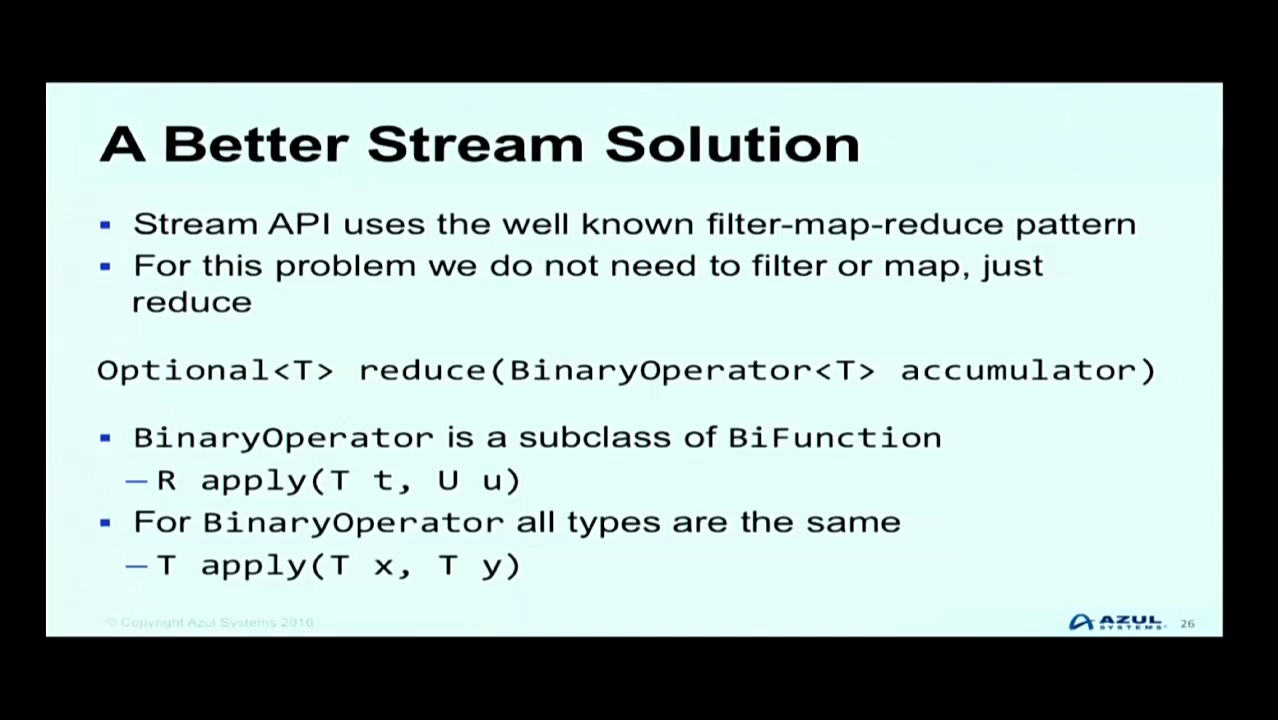 A Better Stream Solution
Stream API uses the well known filter-map-reduce pattern
For this problem we do not need to filter or map, just
reduce
Optional<T> reduce(BinaryOperator<T> accumulator)
BinaryOperator is a subclass of BiFunction
– R apply(T t, U u)
For BinaryOperator all types are the same
– T apply(T x, T y)
© Copyright Azul Systems 2016
AZUL
SYSTEMS
26